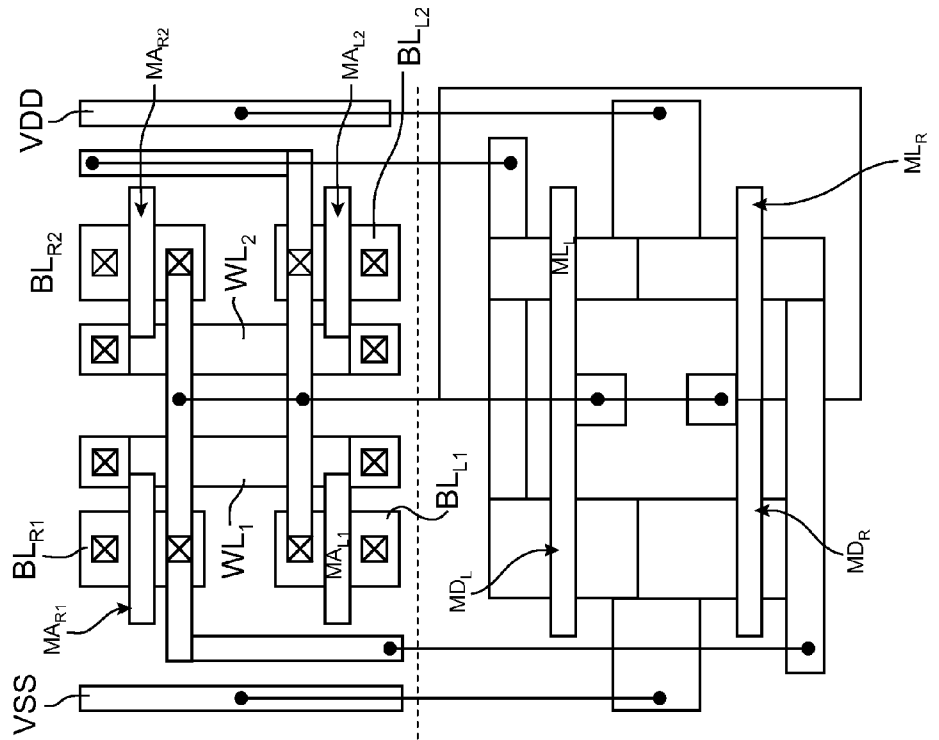 VDD
MA_R2
MA_L2
BL_L2
BL_R2
WL_2
ML_R
ML_L
BL_R1
WL_1
BL_L1
MA_R1
MA_L1
MD_L
MD_R
VSS